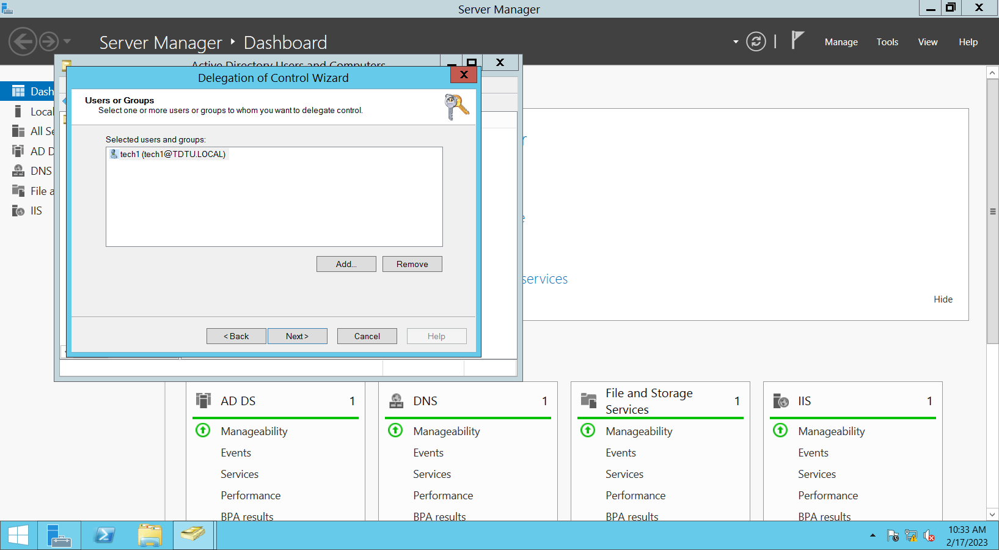 Server Manager
Server Manager ‣ Dashboard
Manage
Tools
View
Help
Active Directory Users and Computers
Delegation of Control Wizard
Users or Groups
Select one or more users or groups to whom you want to delegate control.
Selected users and groups:
tech1 (tech1@TDTU.LOCAL)
Add...
Remove
< Back
Next >
Cancel
Help
Dash
Local
All Se
AD D
DNS
File a
IIS
services
Hide
AD DS 1
Manageability
Events
Services
Performance
BPA results
DNS 1
Manageability
Events
Services
Performance
BPA results
File and Storage
Services 1
Manageability
Events
Services
Performance
BPA results
IIS 1
Manageability
Events
Services
Performance
BPA results
10:33 AM
2/17/2023